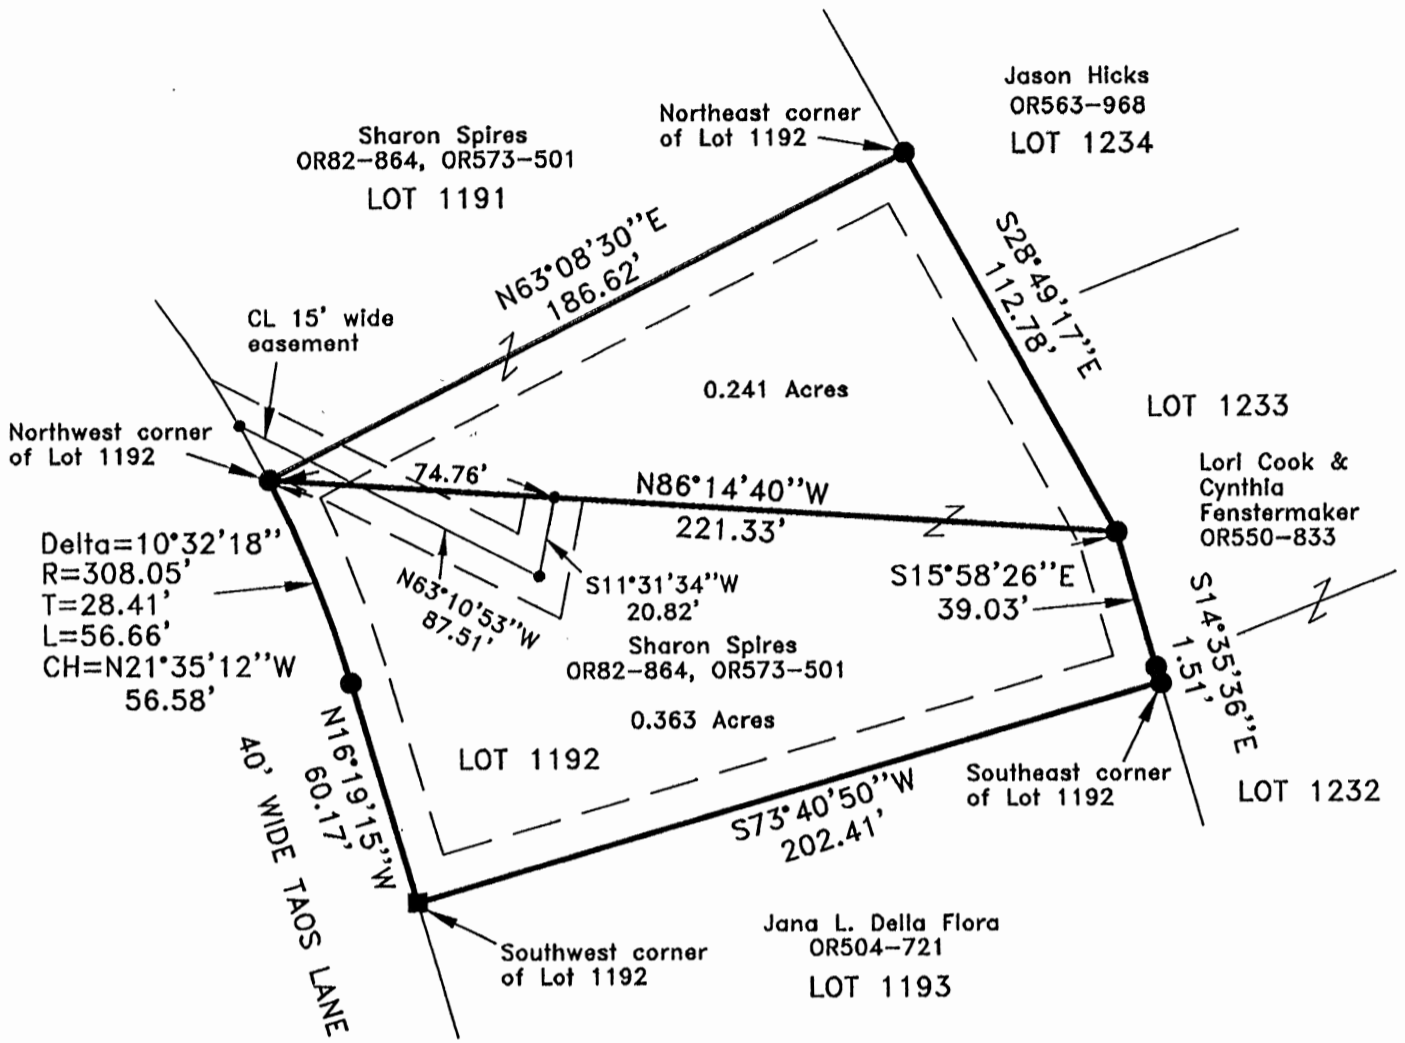 Jason Hicks
OR563-968
LOT 1234
Northeast corner
of Lot 1192
Sharon Spires
OR82-864, OR573-501
LOT 1191
N63°08'30"E
186.62'
S28°49'17"E
112.78'
CL 15' wide
easement
0.241 Acres
LOT 1233
Northwest corner
of Lot 1192
74.76'
N86°14'40"W
221.33'
Lori Cook &
Cynthia
Fenstermaker
OR550-833
Delta=10°32'18"
R=308.05'
T=28.41'
L=56.66'
CH=N21°35'12"W
56.58'
N63°10'53"W
87.51'
S11°31'34"W
20.82'
S15°58'26"E
39.03'
S14°35'36"E
1.51'
Sharon Spires
OR82-864, OR573-501
0.363 Acres
LOT 1192
N16°19'15"W
60.17'
40' WIDE TAOS LANE
S73°40'50"W
202.41'
Southeast corner
of Lot 1192
LOT 1232
Southwest corner
of Lot 1192
Jana L. Della Flora
OR504-721
LOT 1193